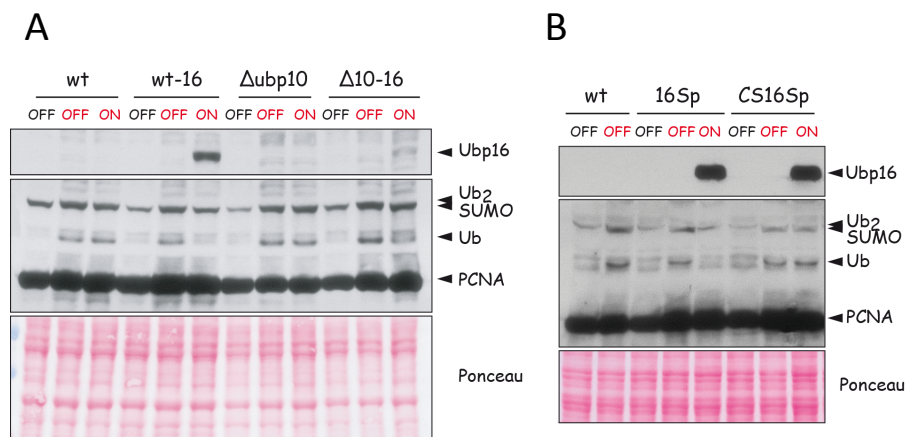 A
wt wt-16 Δubp10 Δ10-16
OFF OFF ON OFF OFF ON OFF OFF ON OFF OFF ON
Ubp16
Ub2
SUMO
Ub
PCNA
Ponceau
B
wt 16Sp CS16Sp
OFF OFF OFF OFF ON OFF OFF ON
Ubp16
Ub2
SUMO
Ub
PCNA
Ponceau